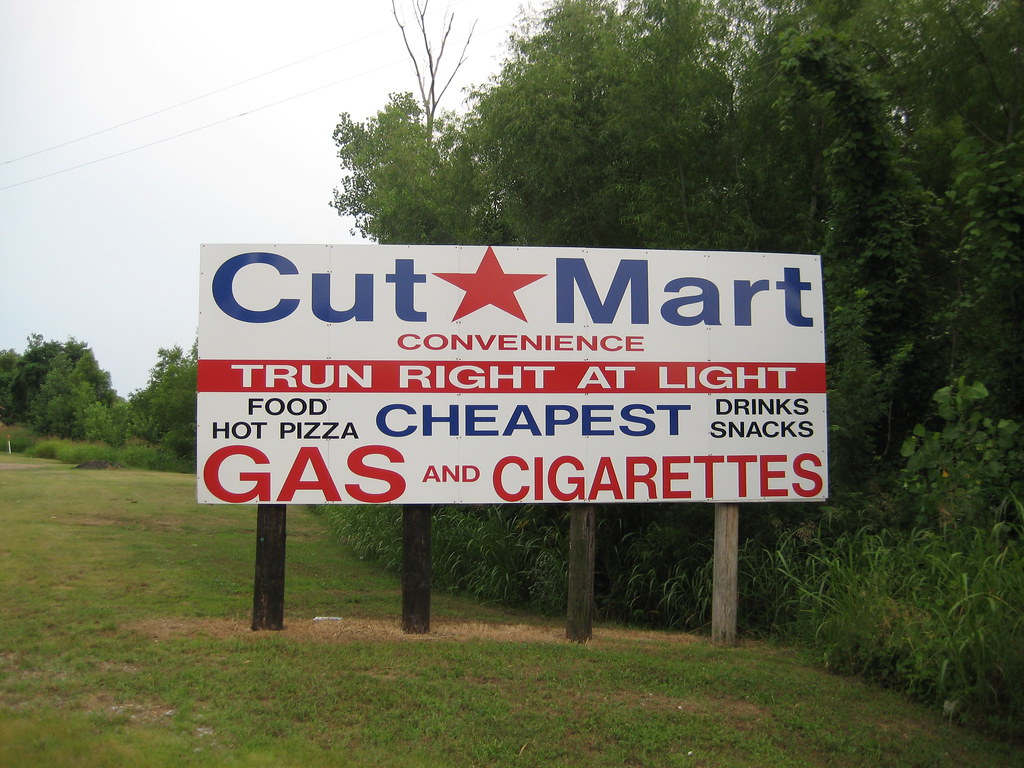 Cut Mart
CONVENIENCE
TRUN RIGHT AT LIGHT
FOOD
HOT PIZZA
CHEAPEST
DRINKS
SNACKS
GAS AND CIGARETTES